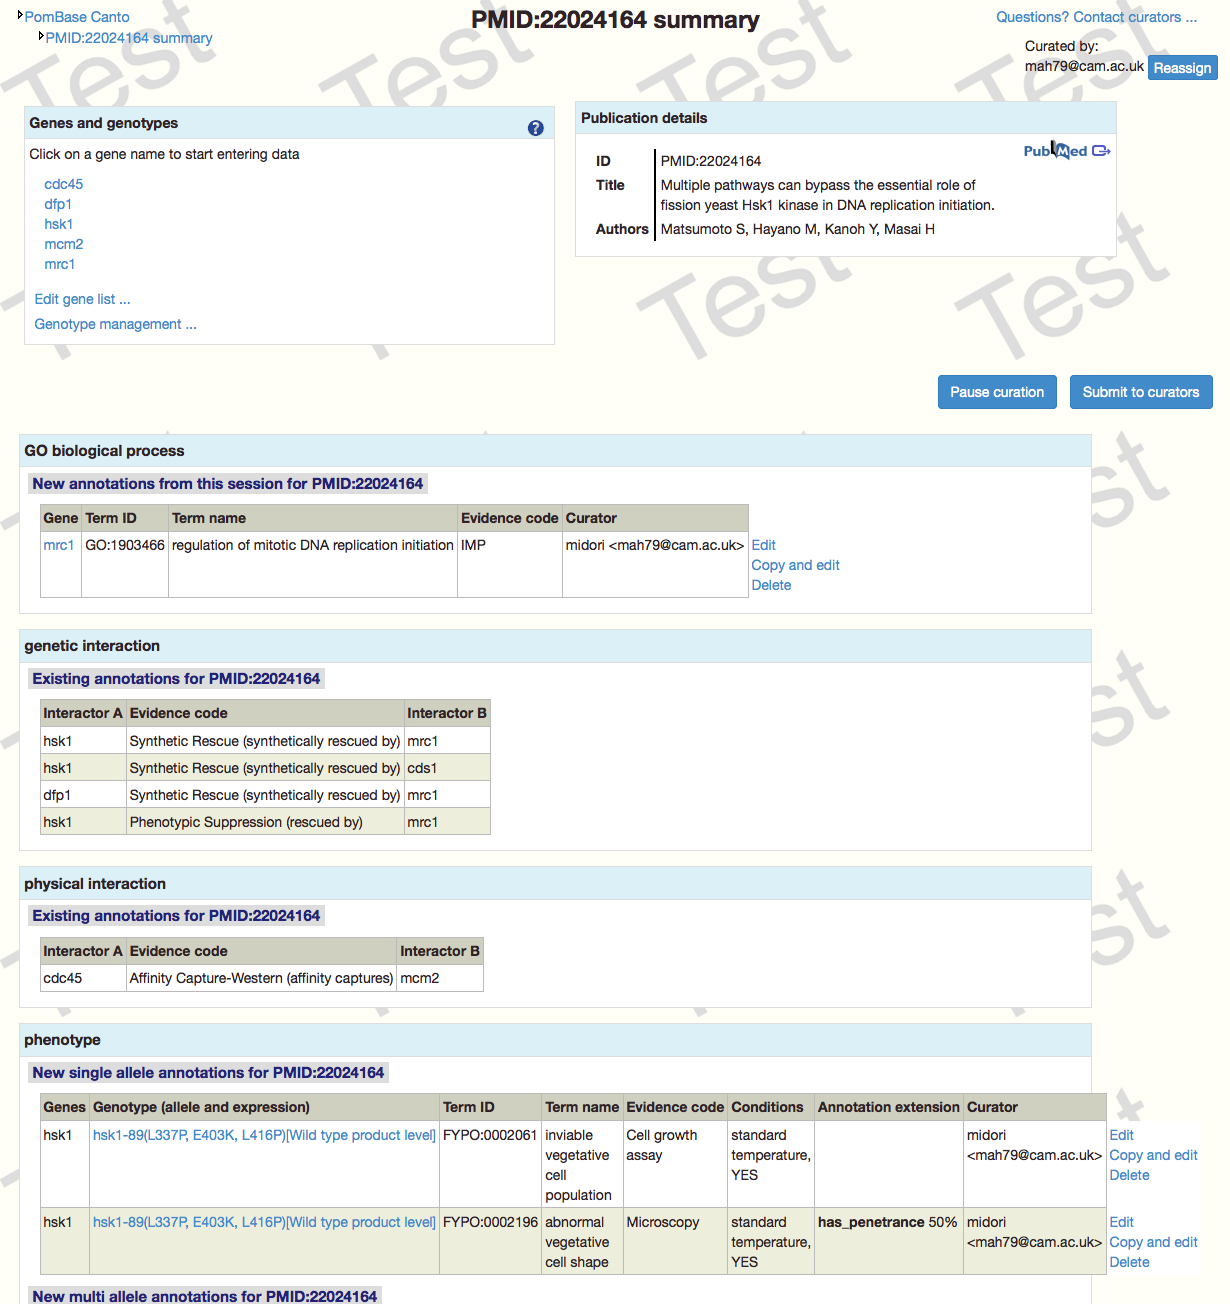 PomBase Canto
PMID:22024164 summary
PMID:22024164 summary
Questions? Contact curators ...
Curated by:
mah79@cam.ac.uk Reassign
Genes and genotypes
?
Click on a gene name to start entering data
cdc45
dfp1
hsk1
mcm2
mrc1
Edit gene list ...
Genotype management ...
Publication details
PubMed
ID PMID:22024164
Title Multiple pathways can bypass the essential role of
fission yeast Hsk1 kinase in DNA replication initiation.
Authors Matsumoto S, Hayano M, Kanoh Y, Masai H
Pause curation Submit to curators
GO biological process
New annotations from this session for PMID:22024164
Gene Term ID Term name Evidence code Curator
mrc1 GO:1903466 regulation of mitotic DNA replication initiation IMP midori <mah79@cam.ac.uk> Edit
Copy and edit
Delete
genetic interaction
Existing annotations for PMID:22024164
Interactor A Evidence code Interactor B
hsk1 Synthetic Rescue (synthetically rescued by) mrc1
hsk1 Synthetic Rescue (synthetically rescued by) cds1
dfp1 Synthetic Rescue (synthetically rescued by) mrc1
hsk1 Phenotypic Suppression (rescued by) mrc1
physical interaction
Existing annotations for PMID:22024164
Interactor A Evidence code Interactor B
cdc45 Affinity Capture-Western (affinity captures) mcm2
phenotype
New single allele annotations for PMID:22024164
Genes Genotype (allele and expression) Term ID Term name Evidence code Conditions Annotation extension Curator
hsk1 hsk1-89(L337P, E403K, L416P)[Wild type product level] FYPO:0002061 inviable Cell growth standard midori Edit
vegetative assay temperature, <mah79@cam.ac.uk> Copy and edit
cell YES Delete
population
hsk1 hsk1-89(L337P, E403K, L416P)[Wild type product level] FYPO:0002196 abnormal Microscopy standard has_penetrance 50% midori Edit
vegetative temperature, <mah79@cam.ac.uk> Copy and edit
cell shape YES Delete
New multi allele annotations for PMID:22024164
Test
Test
Test
Test
Test
Test